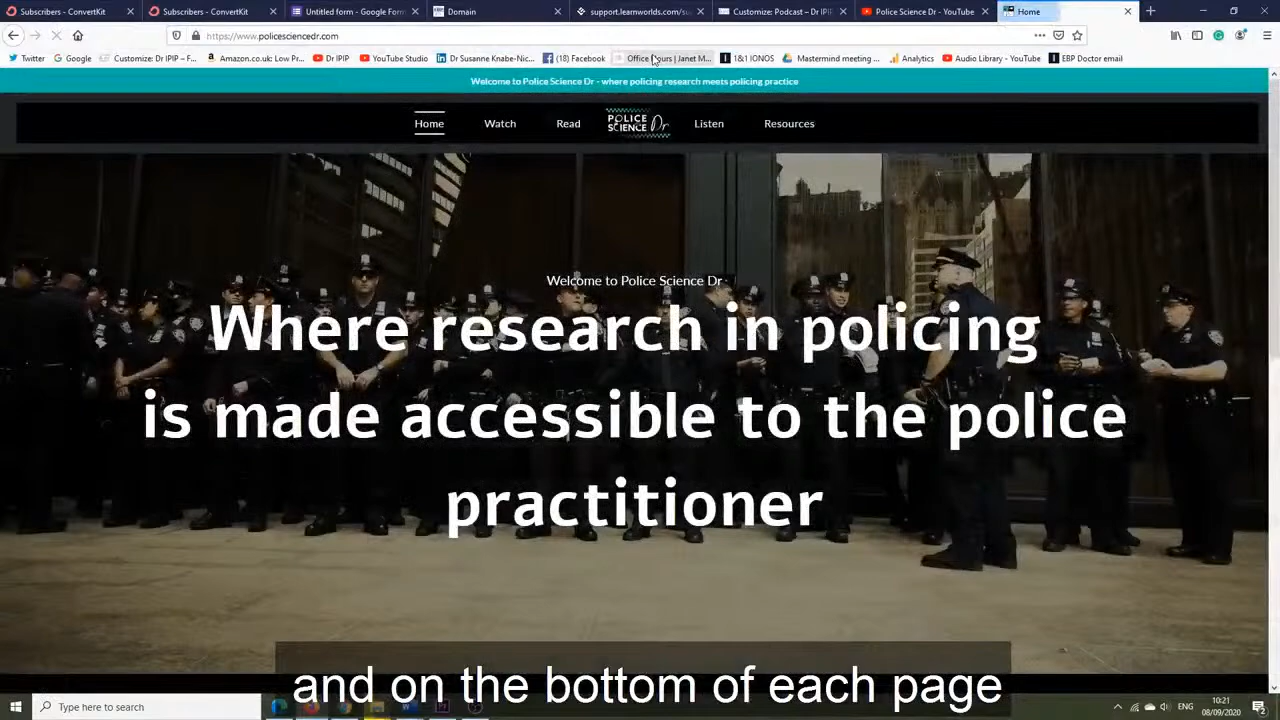 Subscribers - ConvertKit
Subscribers - ConvertKit
Untitled form - Google Form
Domain
support.learnworlds.com/su
Customize: Podcast – Dr IPIP
Police Science Dr - YouTube
Home
https://www.policesciencedr.com
Twitter
Google
Customize: Dr IPIP – F...
Amazon.co.uk: Low Pr...
Dr IPIP
YouTube Studio
Dr Susanne Knabe-Nic...
(18) Facebook
Office Hours | Janet M...
1&1 IONOS
Mastermind meeting ...
Analytics
Audio Library - YouTube
EBP Doctor email
Welcome to Police Science Dr - where policing research meets policing practice
Home
Watch
Read
POLICE
SCIENCE Dr
Listen
Resources
Welcome to Police Science Dr
Where research in policing
is made accessible to the police
practitioner
and on the bottom of each page
Type here to search
ENG
10:21
08/09/2020